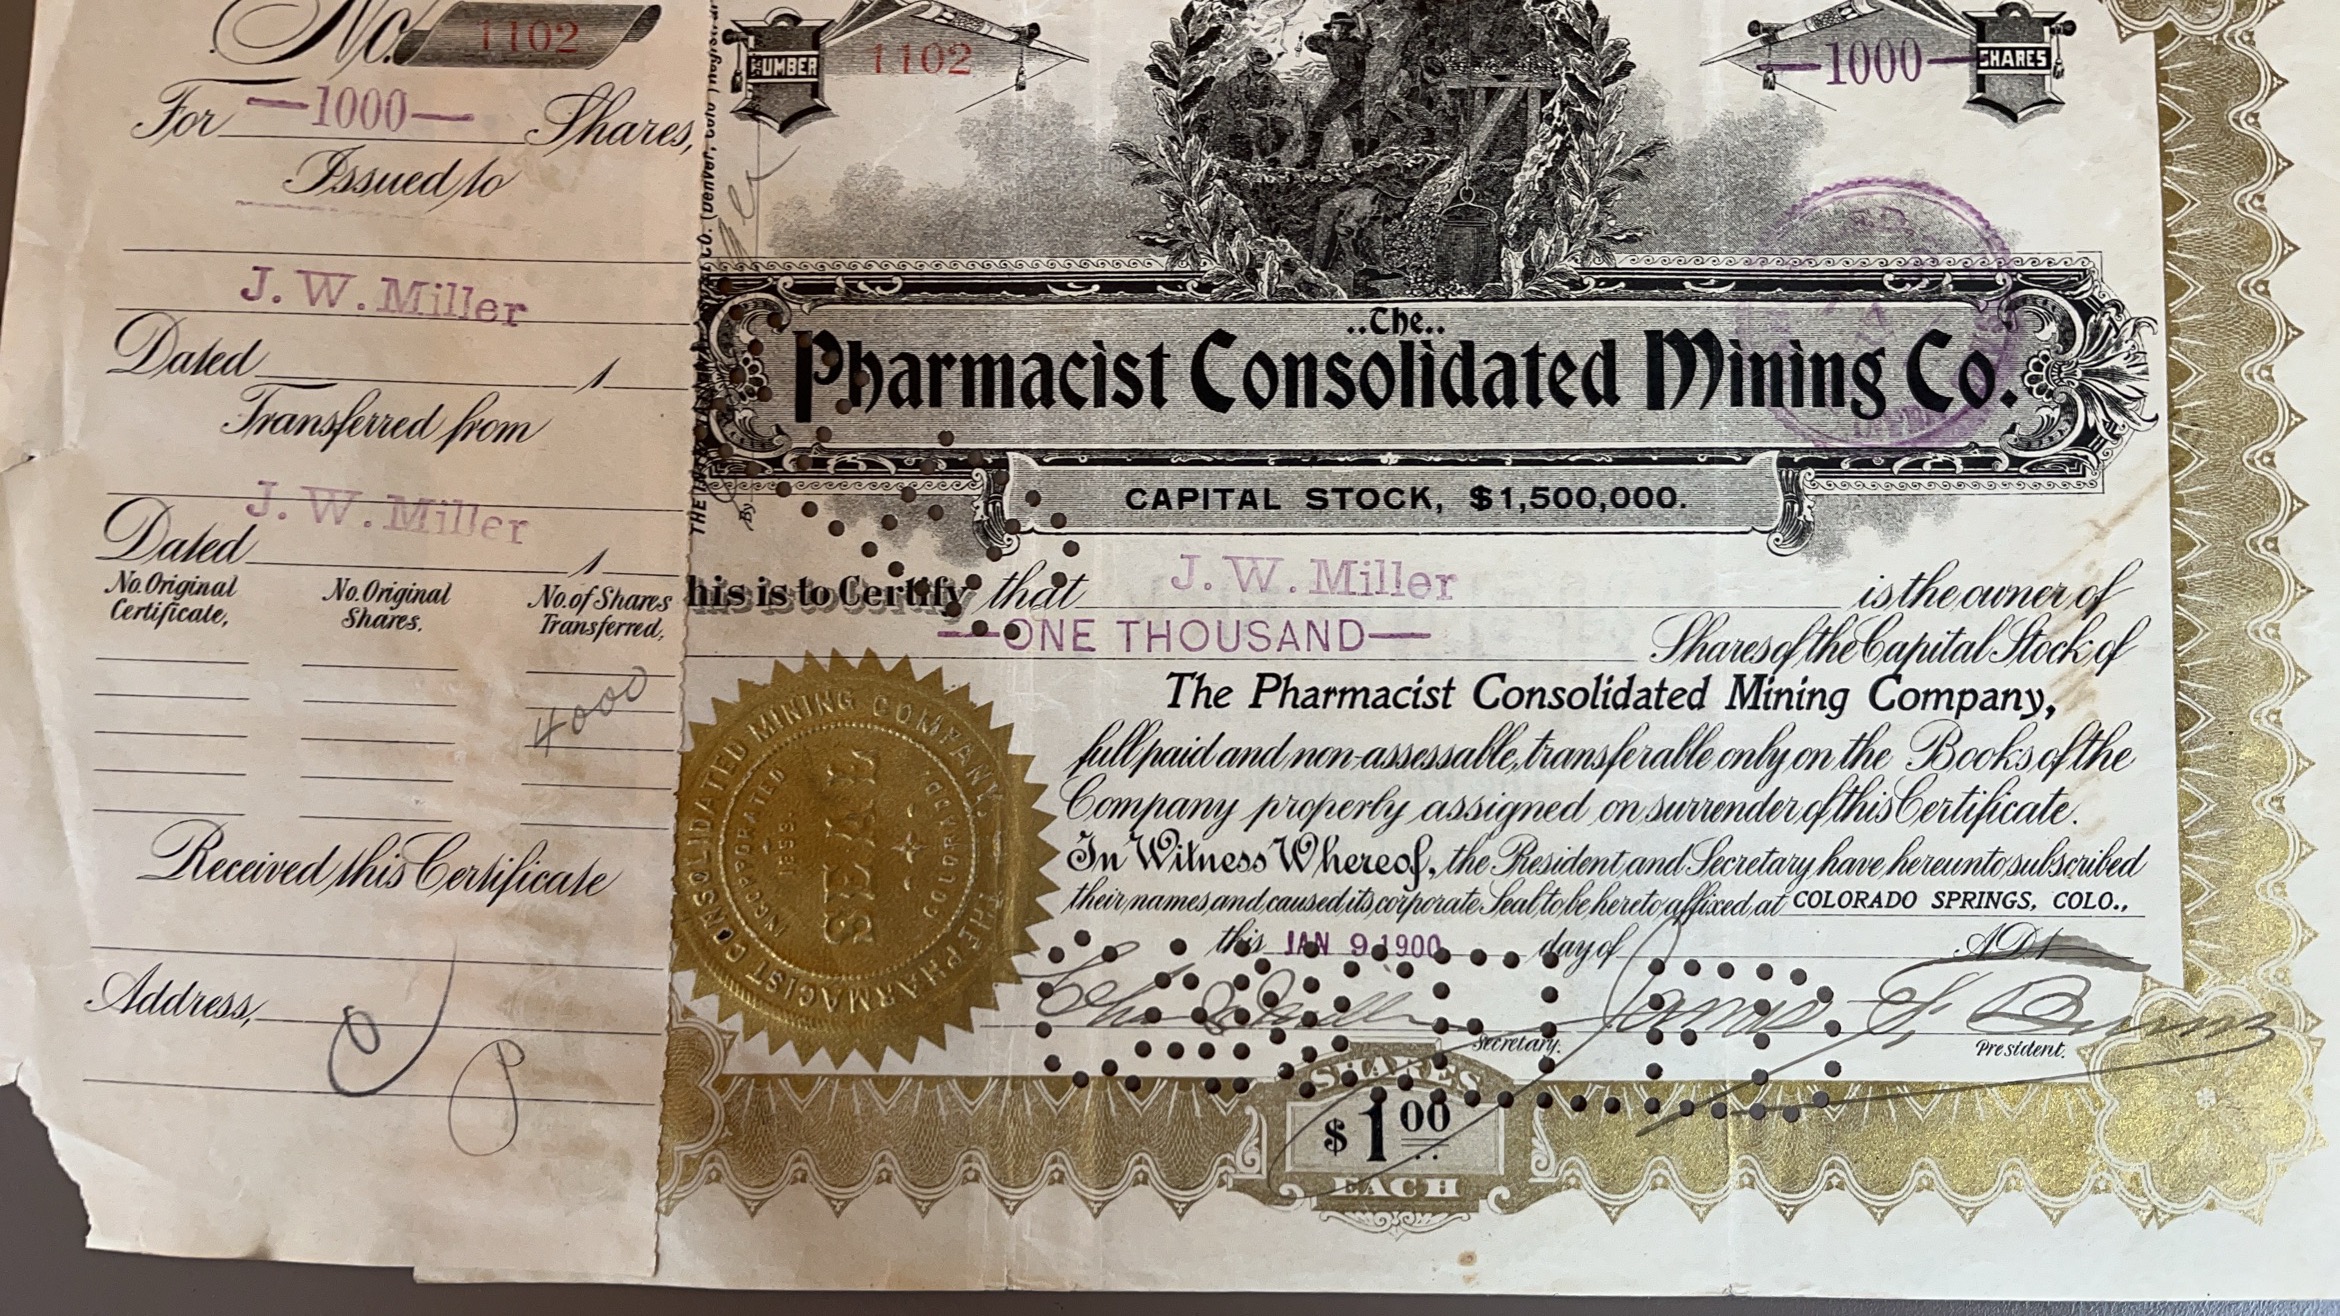 No. 1102
For —1000— Shares,
Issued to
J. W. Miller
Dated 1
Transferred from
J. W. Miller
Dated 1
No. Original Certificate,
No. Original Shares.
No. of Shares Transferred,
4000
Received this Certificate
Address,
NUMBER
1102
—1000—
SHARES
..The..
Pharmacist Consolidated Mining Co.
CAPITAL STOCK, $1,500,000.
his is to Certify that J. W. Miller is the owner of
—ONE THOUSAND— Shares of the Capital Stock of
The Pharmacist Consolidated Mining Company,
full paid and non-assessable, transferable only on the Books of the
Company properly assigned on surrender of this Certificate.
In Witness Whereof, the President and Secretary have hereunto subscribed
their names and caused its corporate Seal to be hereto affixed at COLORADO SPRINGS, COLO.,
this JAN 9 1900 day of A.D. 1
James F. Burns
Secretary.
President.
THE PHARMACIST CONSOLIDATED MINING COMPANY
INCORPORATED
COLORADO
SEAL
SHARES
$1 00
EACH